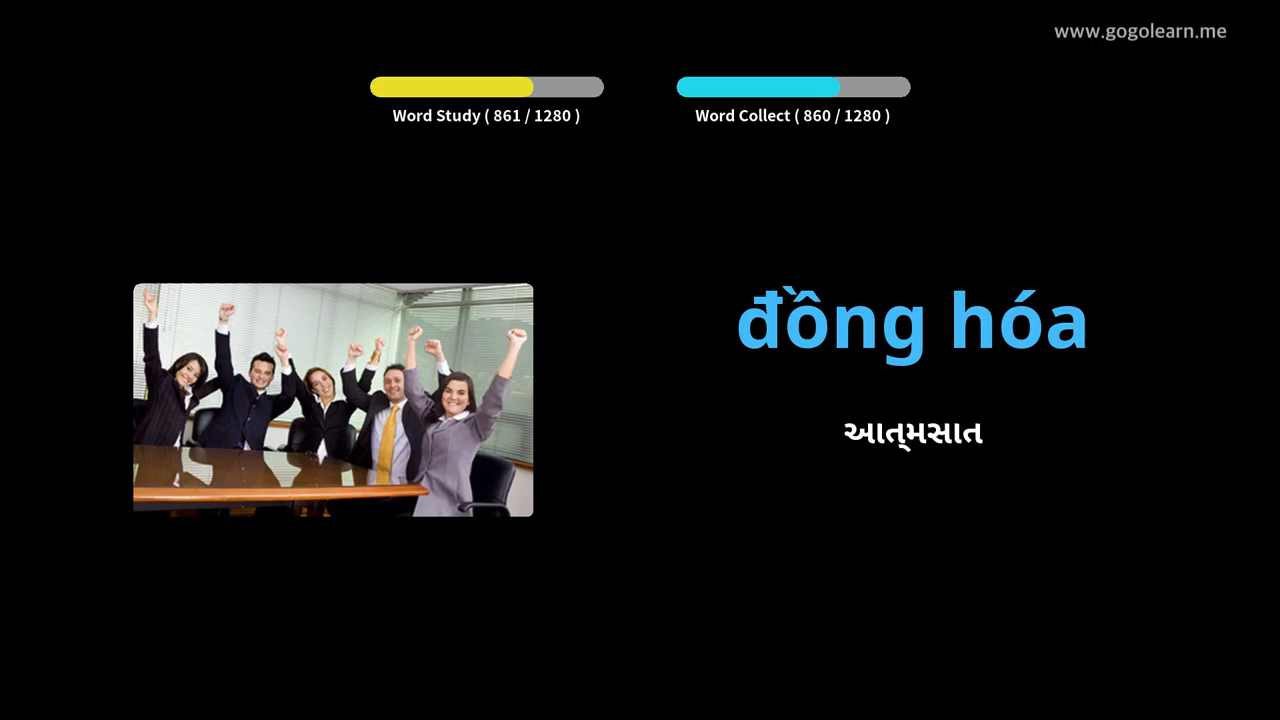 www.gogolearn.me
Word Study ( 861 / 1280 )
Word Collect ( 860 / 1280 )
đồng hóa
આત્મસાત